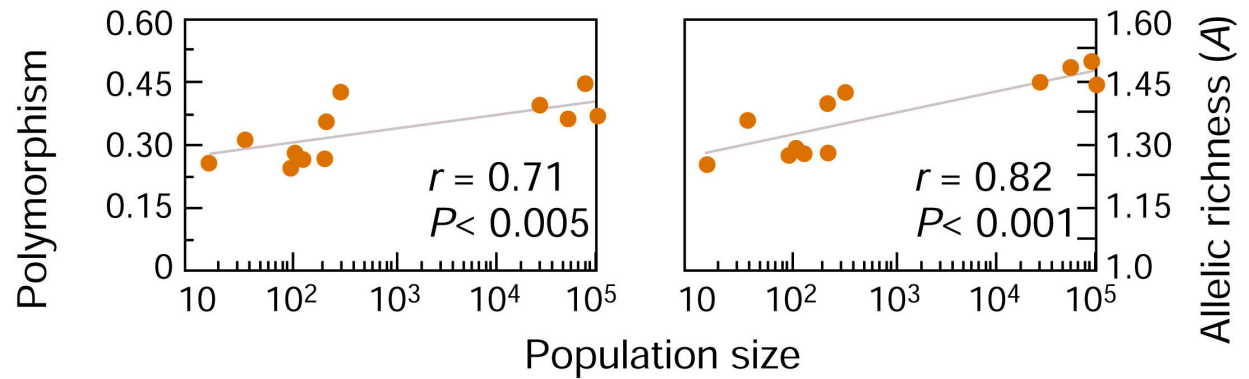 Polymorphism
0.60
0.45
0.30
0.15
0
r = 0.71
P< 0.005
10 10² 10³ 10⁴ 10⁵
r = 0.82
P< 0.001
10 10² 10³ 10⁴ 10⁵
1.60
1.45
1.30
1.15
1.0
Allelic richness (A)
Population size